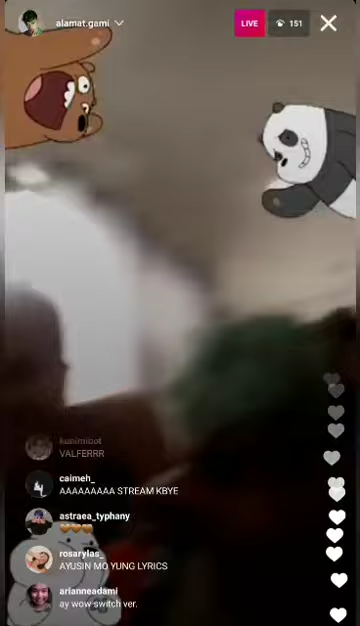 alamat.gami
LIVE
151
kunimibot
VALFERRR
caimeh_
AAAAAAAAA STREAM KBYE
astraea_typhany
🧡🧡🧡🧡
rosarylas_
AYUSIN MO YUNG LYRICS
arianneadami
ay wow switch ver.